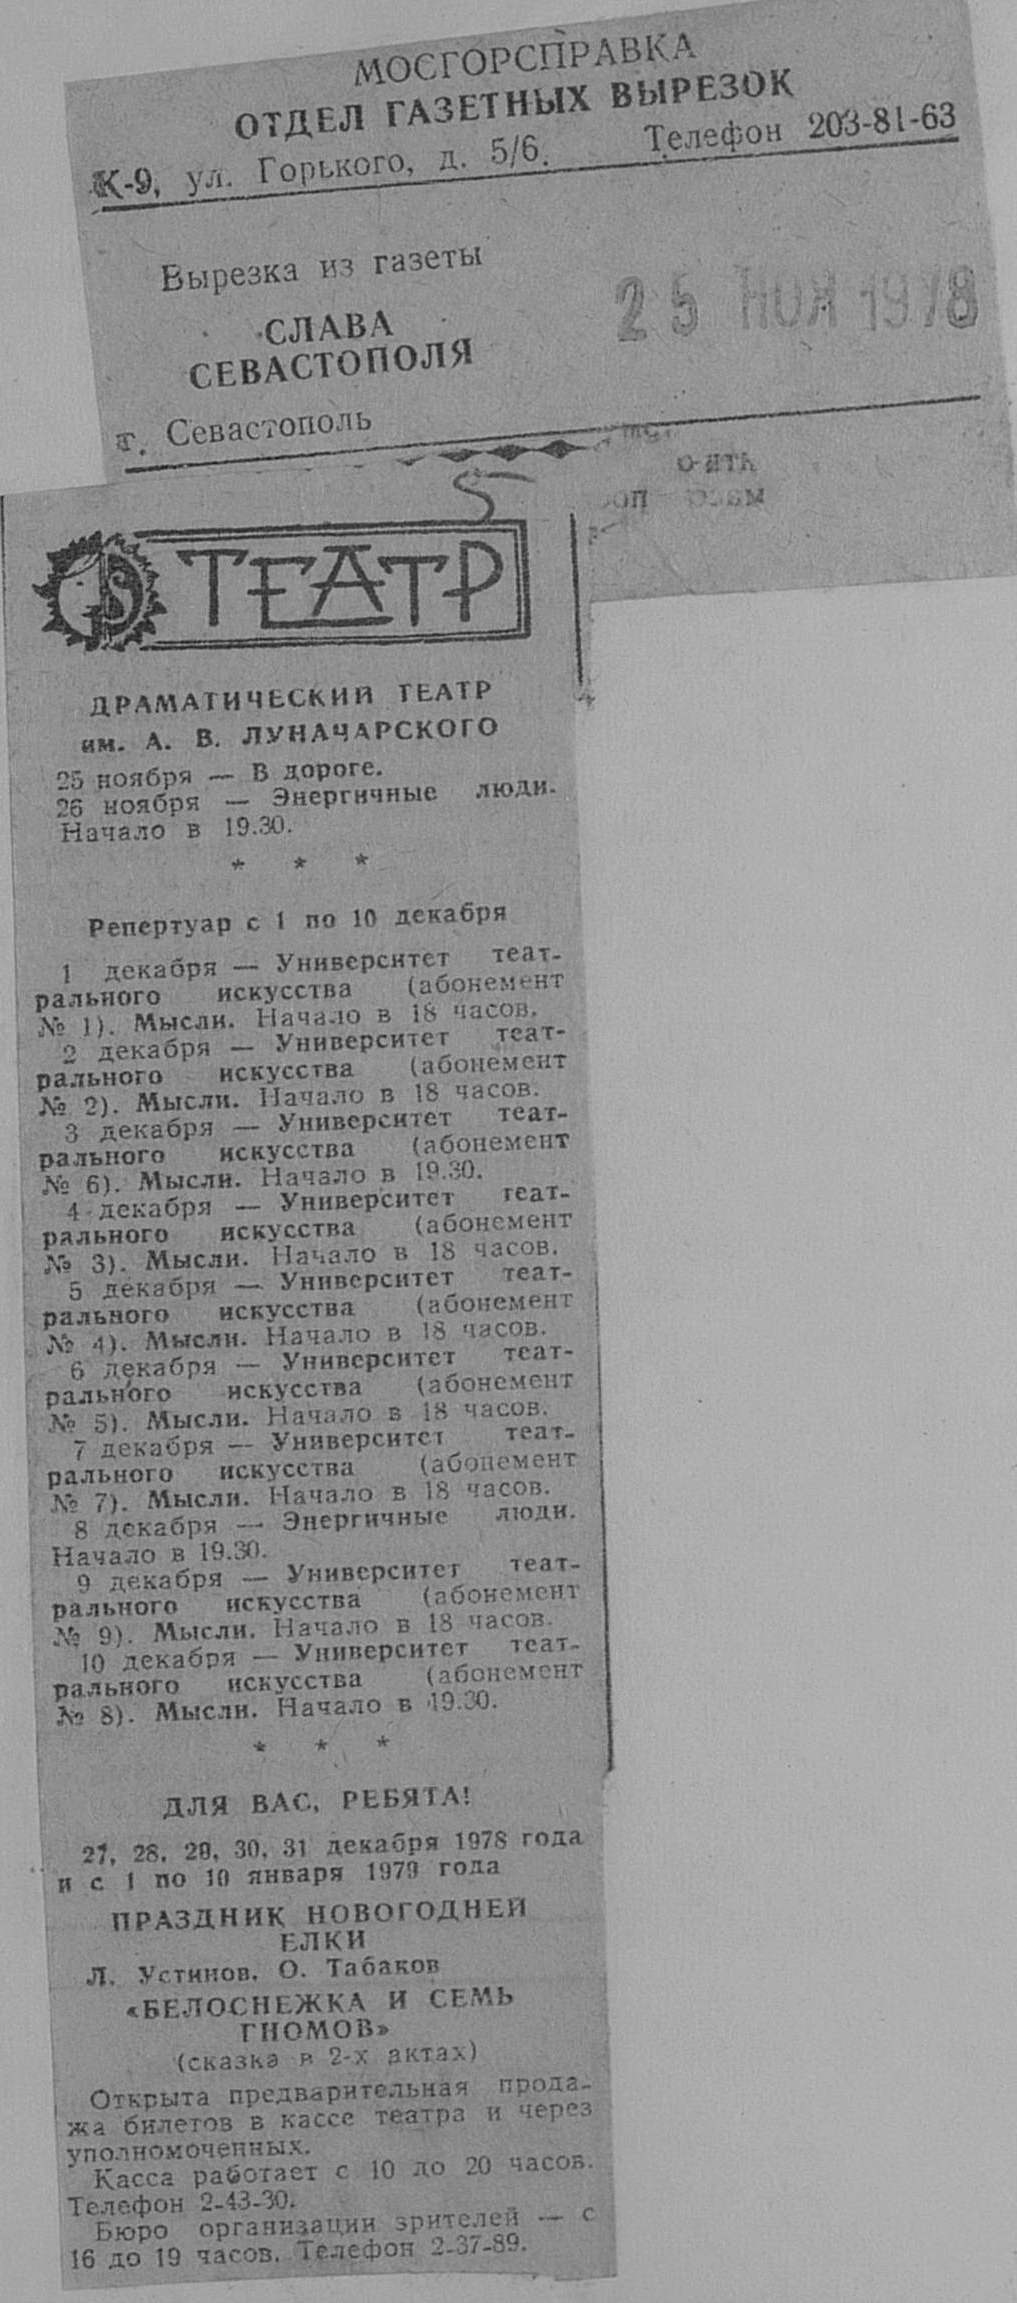 МОСГОРСПРАВКА
ОТДЕЛ ГАЗЕТНЫХ ВЫРЕЗОК
К-9, ул. Горького, д. 5/6. Телефон 203-81-63
Вырезка из газеты
СЛАВА
СЕВАСТОПОЛЯ
25 НОЯ 1978
г. Севастополь
ТЕАТР
ДРАМАТИЧЕСКИЙ ТЕАТР
им. А. В. ЛУНАЧАРСКОГО
25 ноября — В дороге.
26 ноября — Энергичные люди.
Начало в 19.30.
* * *
Репертуар с 1 по 10 декабря
1 декабря — Университет теат-
рального искусства (абонемент
№ 1). Мысли. Начало в 18 часов.
2 декабря — Университет теат-
рального искусства (абонемент
№ 2). Мысли. Начало в 18 часов.
3 декабря — Университет теат-
рального искусства (абонемент
№ 6). Мысли. Начало в 19.30.
4 декабря — Университет теат-
рального искусства (абонемент
№ 3). Мысли. Начало в 18 часов.
5 декабря — Университет теат-
рального искусства (абонемент
№ 4). Мысли. Начало в 18 часов.
6 декабря — Университет теат-
рального искусства (абонемент
№ 5). Мысли. Начало в 18 часов.
7 декабря — Университет теат-
рального искусства (абонемент
№ 7). Мысли. Начало в 18 часов.
8 декабря — Энергичные люди.
Начало в 19.30.
9 декабря — Университет теат-
рального искусства (абонемент
№ 9). Мысли. Начало в 18 часов.
10 декабря — Университет теат-
рального искусства (абонемент
№ 8). Мысли. Начало в 19.30.
* * *
ДЛЯ ВАС, РЕБЯТА!
27, 28, 29, 30, 31 декабря 1978 года
и с 1 по 10 января 1979 года
ПРАЗДНИК НОВОГОДНЕЙ
ЕЛКИ
Л. Устинов, О. Табаков
«БЕЛОСНЕЖКА И СЕМЬ
ГНОМОВ»
(сказка в 2-х актах)
Открыта предварительная прода-
жа билетов в кассе театра и через
уполномоченных.
Касса работает с 10 до 20 часов.
Телефон 2-43-30.
Бюро организации зрителей — с
16 до 19 часов. Телефон 2-37-89.